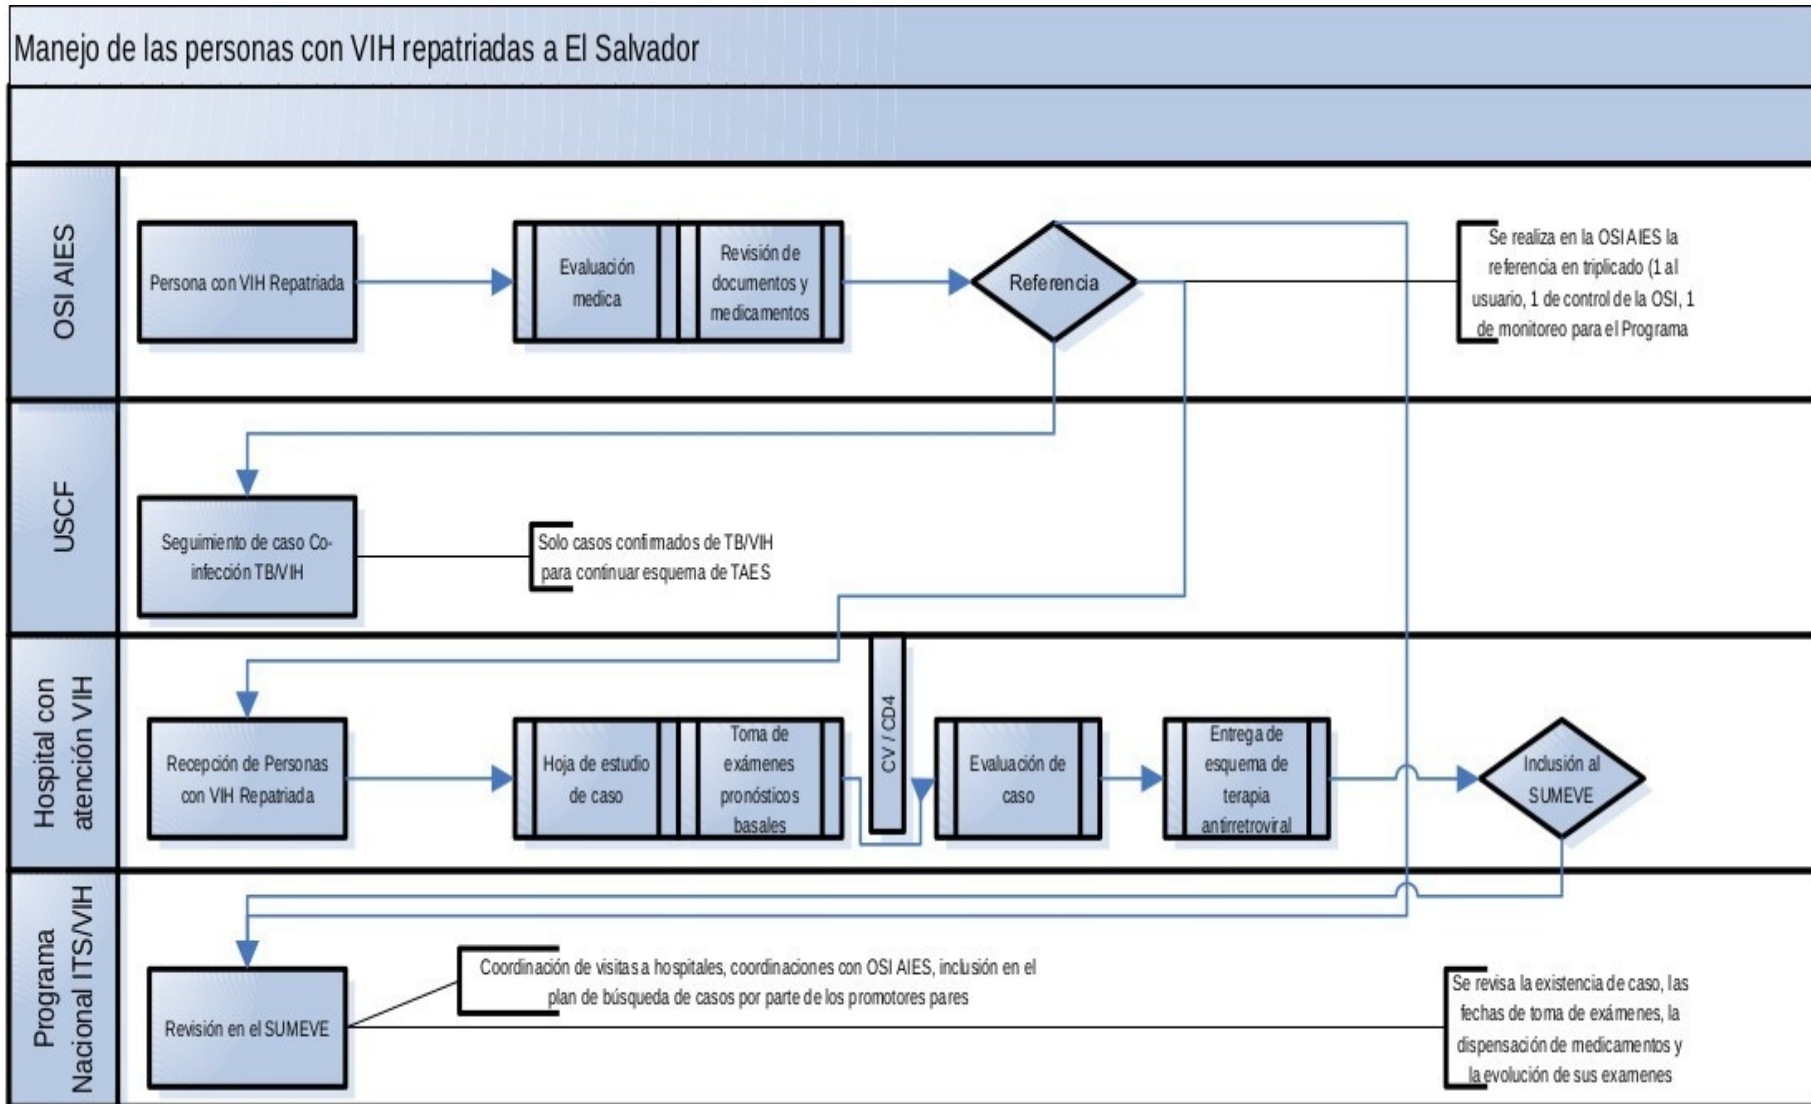 Manejo de las personas con VIH repatriadas a El Salvador
OSI AIES
Persona con VIH Repatriada
Evaluación
medica
Revisión de
documentos y
medicamentos
Referencia
Se realiza en la OSI AIES la
referencia en triplicado (1 al
usuario, 1 de control de la OSI, 1
de monitoreo para el Programa
USCF
Seguimiento de caso Co-
infección TB/VIH
Solo casos confirmados de TB/VIH
para continuar esquema de TAES
Hospital con
atención VIH
Recepción de Personas
con VIH Repatriada
Hoja de estudio
de caso
Toma de
exámenes
pronósticos
basales
CV / CD4
Evaluación de
caso
Entrega de
esquema de
terapia
antirretroviral
Inclusión al
SUMEVE
Programa
Nacional ITS/VIH
Revisión en el SUMEVE
Coordinación de visitas a hospitales, coordinaciones con OSI AIES, inclusión en el
plan de búsqueda de casos por parte de los promotores pares
Se revisa la existencia de caso, las
fechas de toma de exámenes, la
dispensación de medicamentos y
la evolución de sus examenes